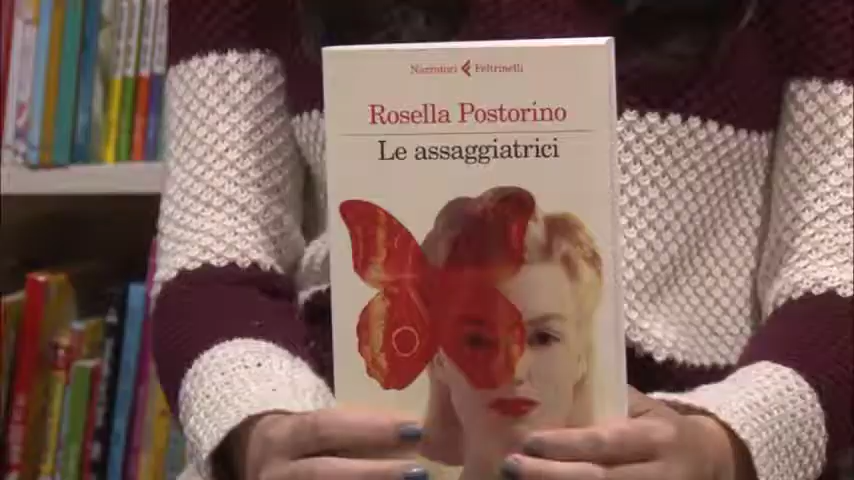 Narratori Feltrinelli
Rosella Postorino
Le assaggiatrici